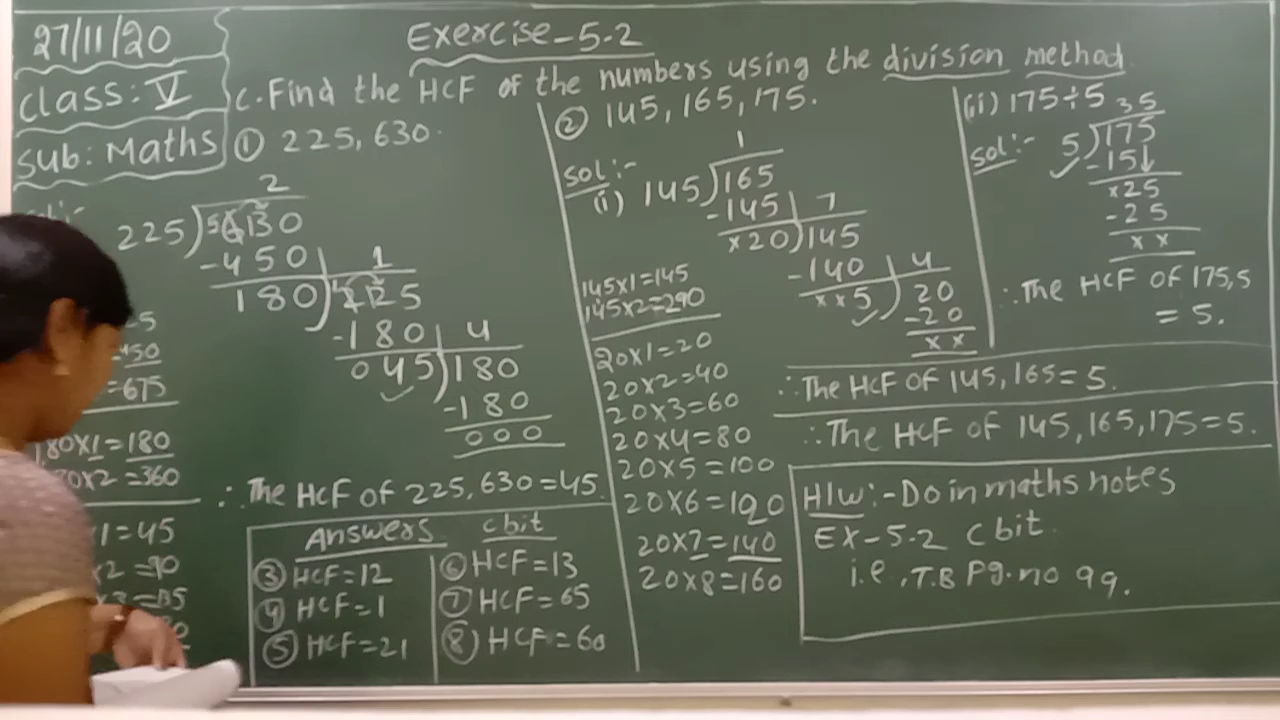 27/11/20
Class: V
Sub: Maths
Exercise-5.2
C. Find the HCF of the numbers using the division method.
① 225, 630.
2
225)630
-450 1
180)225
-180 4
045)180
-180
000
-5
450
=675
180x1=180
x2=360
1=45
x2=90
∴ The HCF of 225, 630=45.
Answers C bit
③ HCF=12
④ HCF=1
⑤ HCF=21
⑥ HCF=13
⑦ HCF=65
⑧ HCF=60
② 145, 165, 175.
Sol:-
1
(i) 145)165
-145 7
x20)145
-140 4
xx5)20
-20
xx
145x1=145
145x2=290
20x1=20
20x2=40
20x3=60
20x4=80
20x5=100
20x6=120
20x7=140
20x8=160
(ii) 175÷5
Sol:-
35
5)175
-15↓
x25
-25
xx
∴ The HCF of 175, 5
= 5.
∴ The HCF of 145, 165=5.
∴ The HCF of 145, 165, 175=5.
H/W:- Do in maths notes
EX-5.2 C bit.
i.e, T.B Pg. no 99.